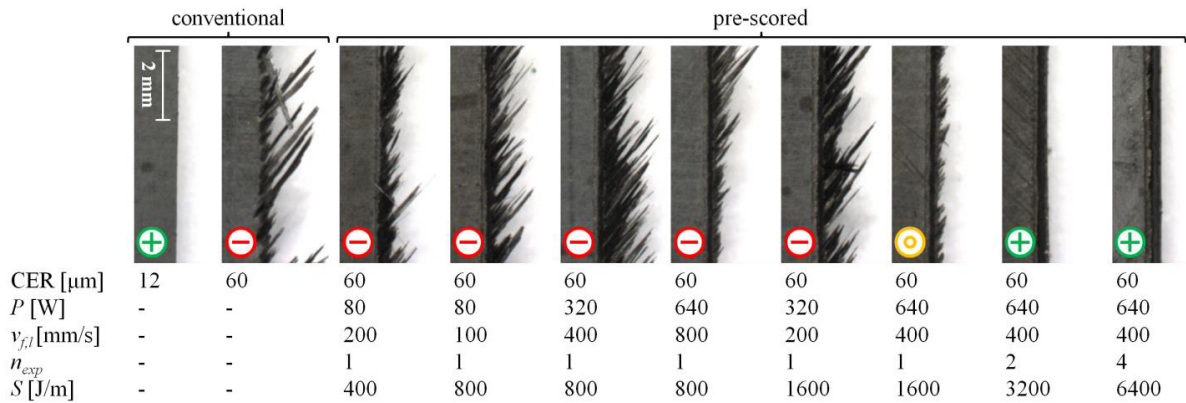 conventional pre-scored
2 mm
CER [µm] 12 60 60 60 60 60 60 60 60 60
P [W] - - 80 80 320 640 320 640 640 640
v_f,l [mm/s] - - 200 100 400 800 200 400 400 400
n_exp - - 1 1 1 1 1 1 2 4
S [J/m] - - 400 800 800 800 1600 1600 3200 6400